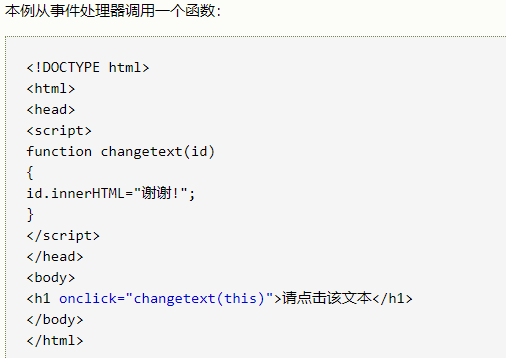 本例从事件处理器调用一个函数:
<!DOCTYPE html>
<html>
<head>
<script>
function changetext(id)
{
id.innerHTML="谢谢!";
}
</script>
</head>
<body>
<h1 onclick="changetext(this)">请点击该文本</h1>
</body>
</html>